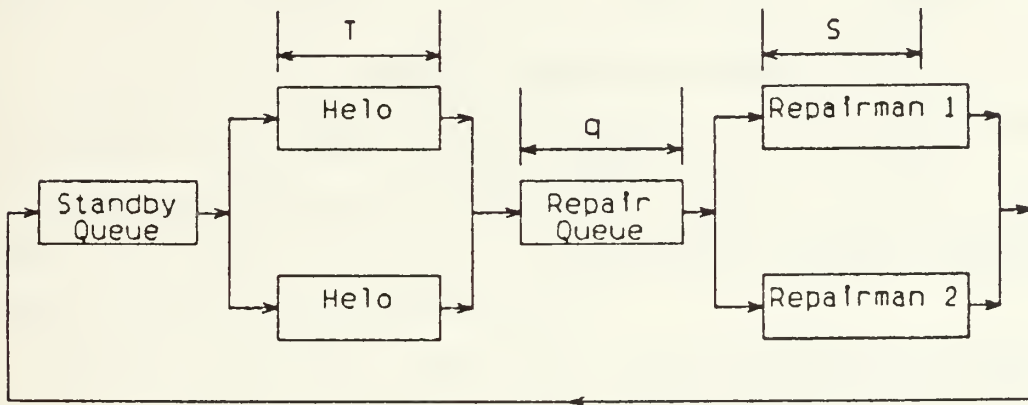 T
S
Helo
q
Repairman 1
Standby
Queue
Repair
Queue
Helo
Repairman 2